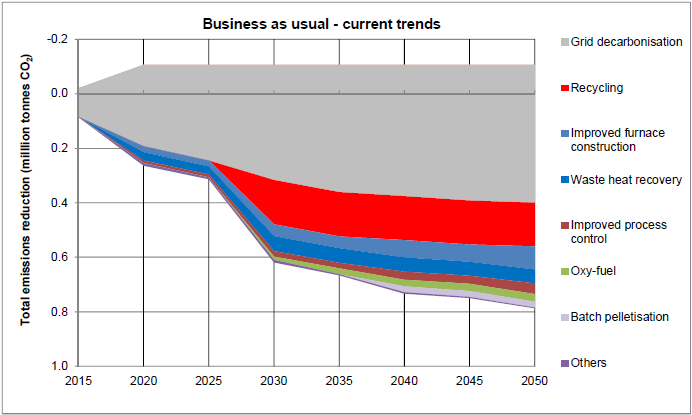 Business as usual - current trends
Total emissions reduction (milllion tonnes CO2)
-0.2
0.0
0.2
0.4
0.6
0.8
1.0
2015 2020 2025 2030 2035 2040 2045 2050
Grid decarbonisation
Recycling
Improved furnace
construction
Waste heat recovery
Improved process
control
Oxy-fuel
Batch pelletisation
Others